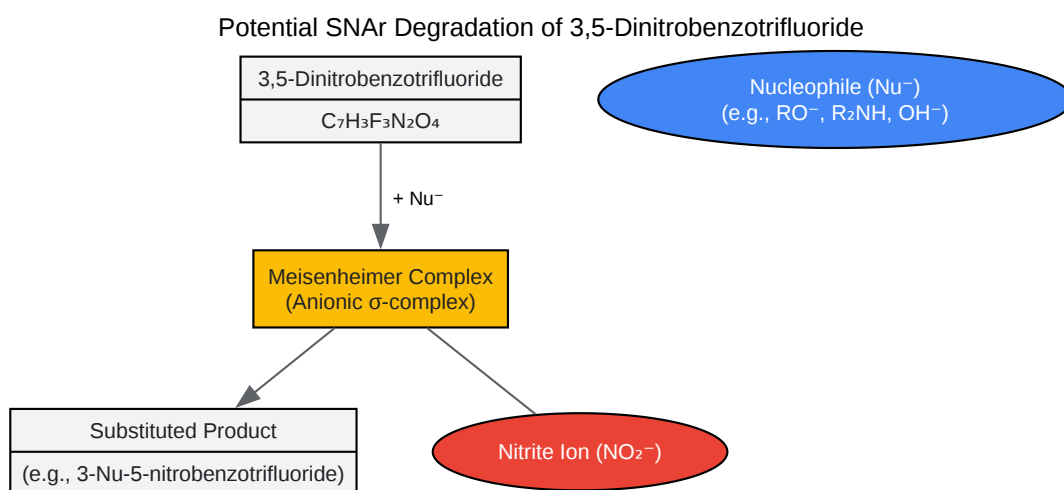 Potential SNAr Degradation of 3,5-Dinitrobenzotrifluoride
3,5-Dinitrobenzotrifluoride
C₇H₃F₃N₂O₄
Nucleophile (Nu⁻)
(e.g., RO⁻, R₂NH, OH⁻)
+ Nu⁻
Meisenheimer Complex
(Anionic σ-complex)
Substituted Product
(e.g., 3-Nu-5-nitrobenzotrifluoride)
Nitrite Ion (NO₂⁻)